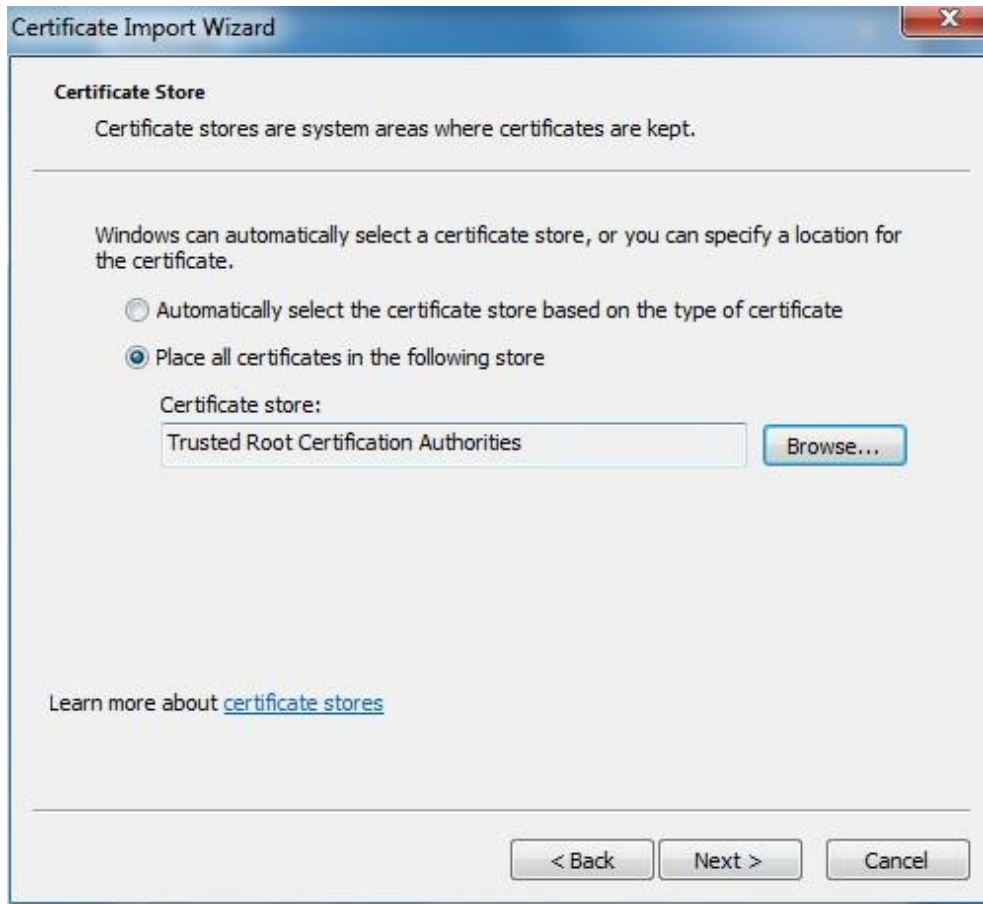 Certificate Import Wizard
Certificate Store
Certificate stores are system areas where certificates are kept.
Windows can automatically select a certificate store, or you can specify a location for
the certificate.
Automatically select the certificate store based on the type of certificate
Place all certificates in the following store
Certificate store:
Trusted Root Certification Authorities
Browse...
Learn more about certificate stores
< Back
Next >
Cancel